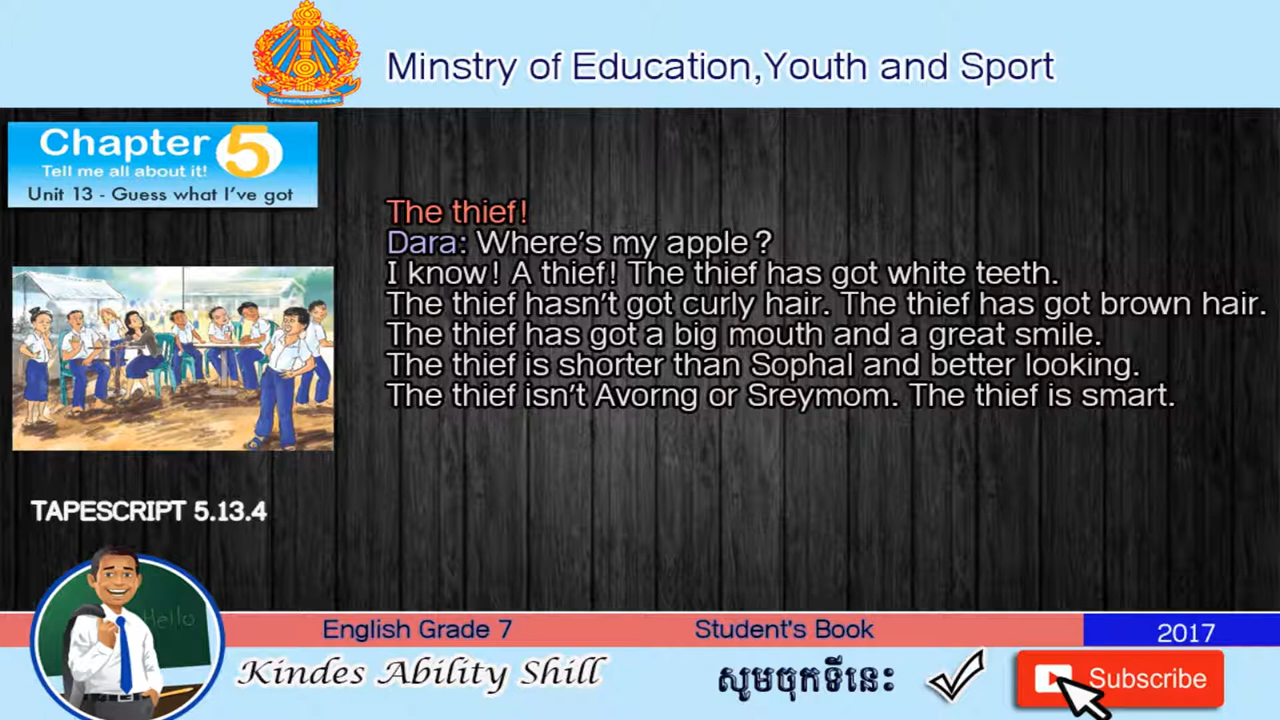 Minstry of Education,Youth and Sport
Chapter 5
Tell me all about it!
Unit 13 - Guess what I've got
The thief!
Dara: Where's my apple?
I know! A thief! The thief has got white teeth.
The thief hasn't got curly hair. The thief has got brown hair.
The thief has got a big mouth and a great smile.
The thief is shorter than Sophal and better looking.
The thief isn't Avorng or Sreymom. The thief is smart.
TAPESCRIPT 5.13.4
Hello
English Grade 7
Student's Book
2017
Kindes Ability Shill
សូមចុកទីនេះ
Subscribe